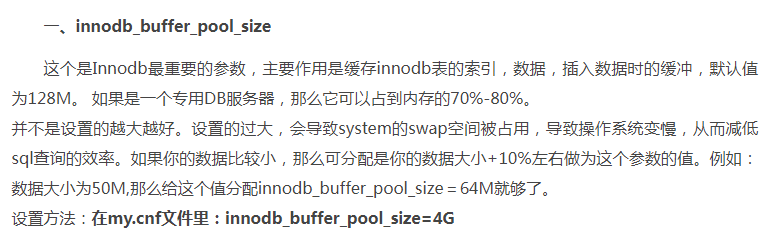 一、innodb_buffer_pool_size
这个是Innodb最重要的参数，主要作用是缓存innodb表的索引，数据，插入数据时的缓冲，默认值
为128M。 如果是一个专用DB服务器，那么它可以占到内存的70%-80%。
并不是设置的越大越好。设置的过大，会导致system的swap空间被占用，导致操作系统变慢，从而减低
sql查询的效率。如果你的数据比较小，那么可分配是你的数据大小+10%左右做为这个参数的值。例如：
数据大小为50M,那么给这个值分配innodb_buffer_pool_size＝64M就够了。
设置方法：在my.cnf文件里：innodb_buffer_pool_size=4G